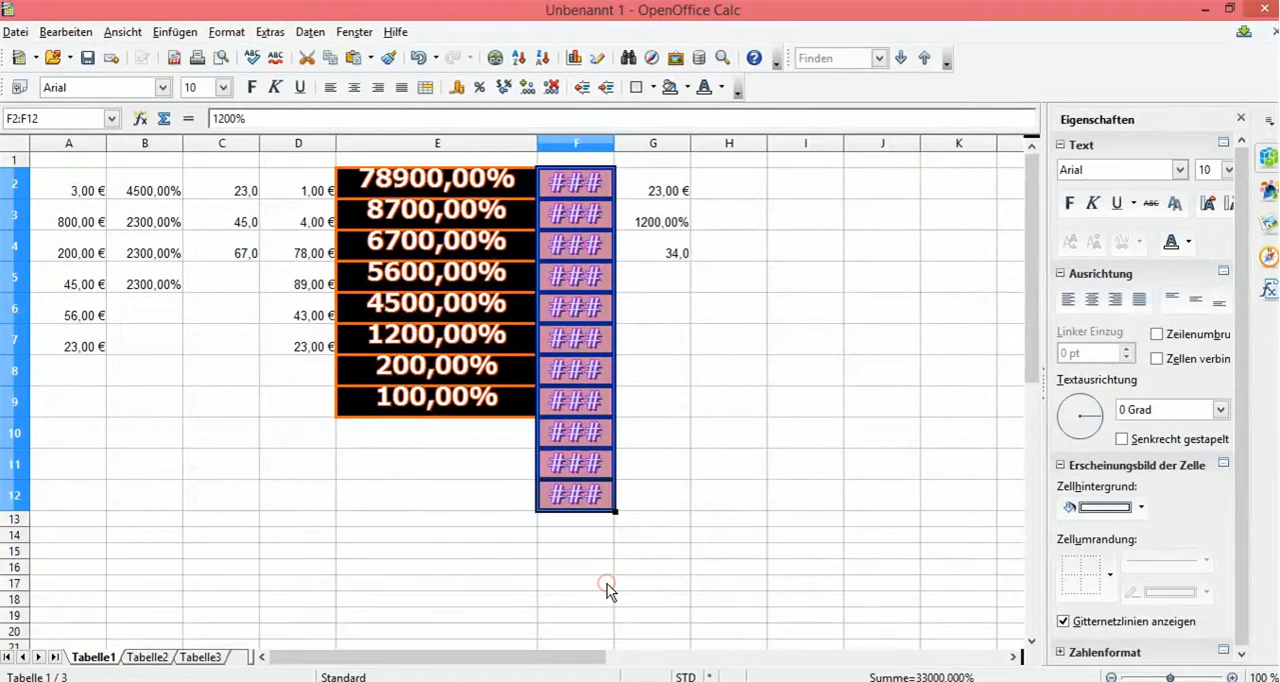 Unbenannt 1 - OpenOffice Calc
Datei Bearbeiten Ansicht Einfügen Format Extras Daten Fenster Hilfe
Finden
Arial 10 F K U
F2:F12 1200%
A B C D E F G H I J K
1
2 3,00 € 4500,00% 23,0 1,00 € 78900,00% ### 23,00 €
3 800,00 € 2300,00% 45,0 4,00 € 8700,00% ### 1200,00%
4 200,00 € 2300,00% 67,0 78,00 € 6700,00% ### 34,0
5 45,00 € 2300,00% 89,00 € 5600,00% ###
6 56,00 € 43,00 € 4500,00% ###
7 23,00 € 23,00 € 1200,00% ###
8 200,00% ###
9 100,00% ###
10 ###
11 ###
12 ###
13
14
15
16
17
18
19
20
21
Tabelle1 Tabelle2 Tabelle3
Tabelle 1 / 3 Standard STD * Summe=33000,000% 100 %
Eigenschaften
Text
Arial 10
F K U ABC
Ausrichtung
Linker Einzug Zeilenumbru
0 pt Zellen verbin
Textausrichtung
0 Grad
Senkrecht gestapelt
Erscheinungsbild der Zelle
Zellhintergrund:
Zellumrandung:
Gitternetzlinien anzeigen
Zahlenformat